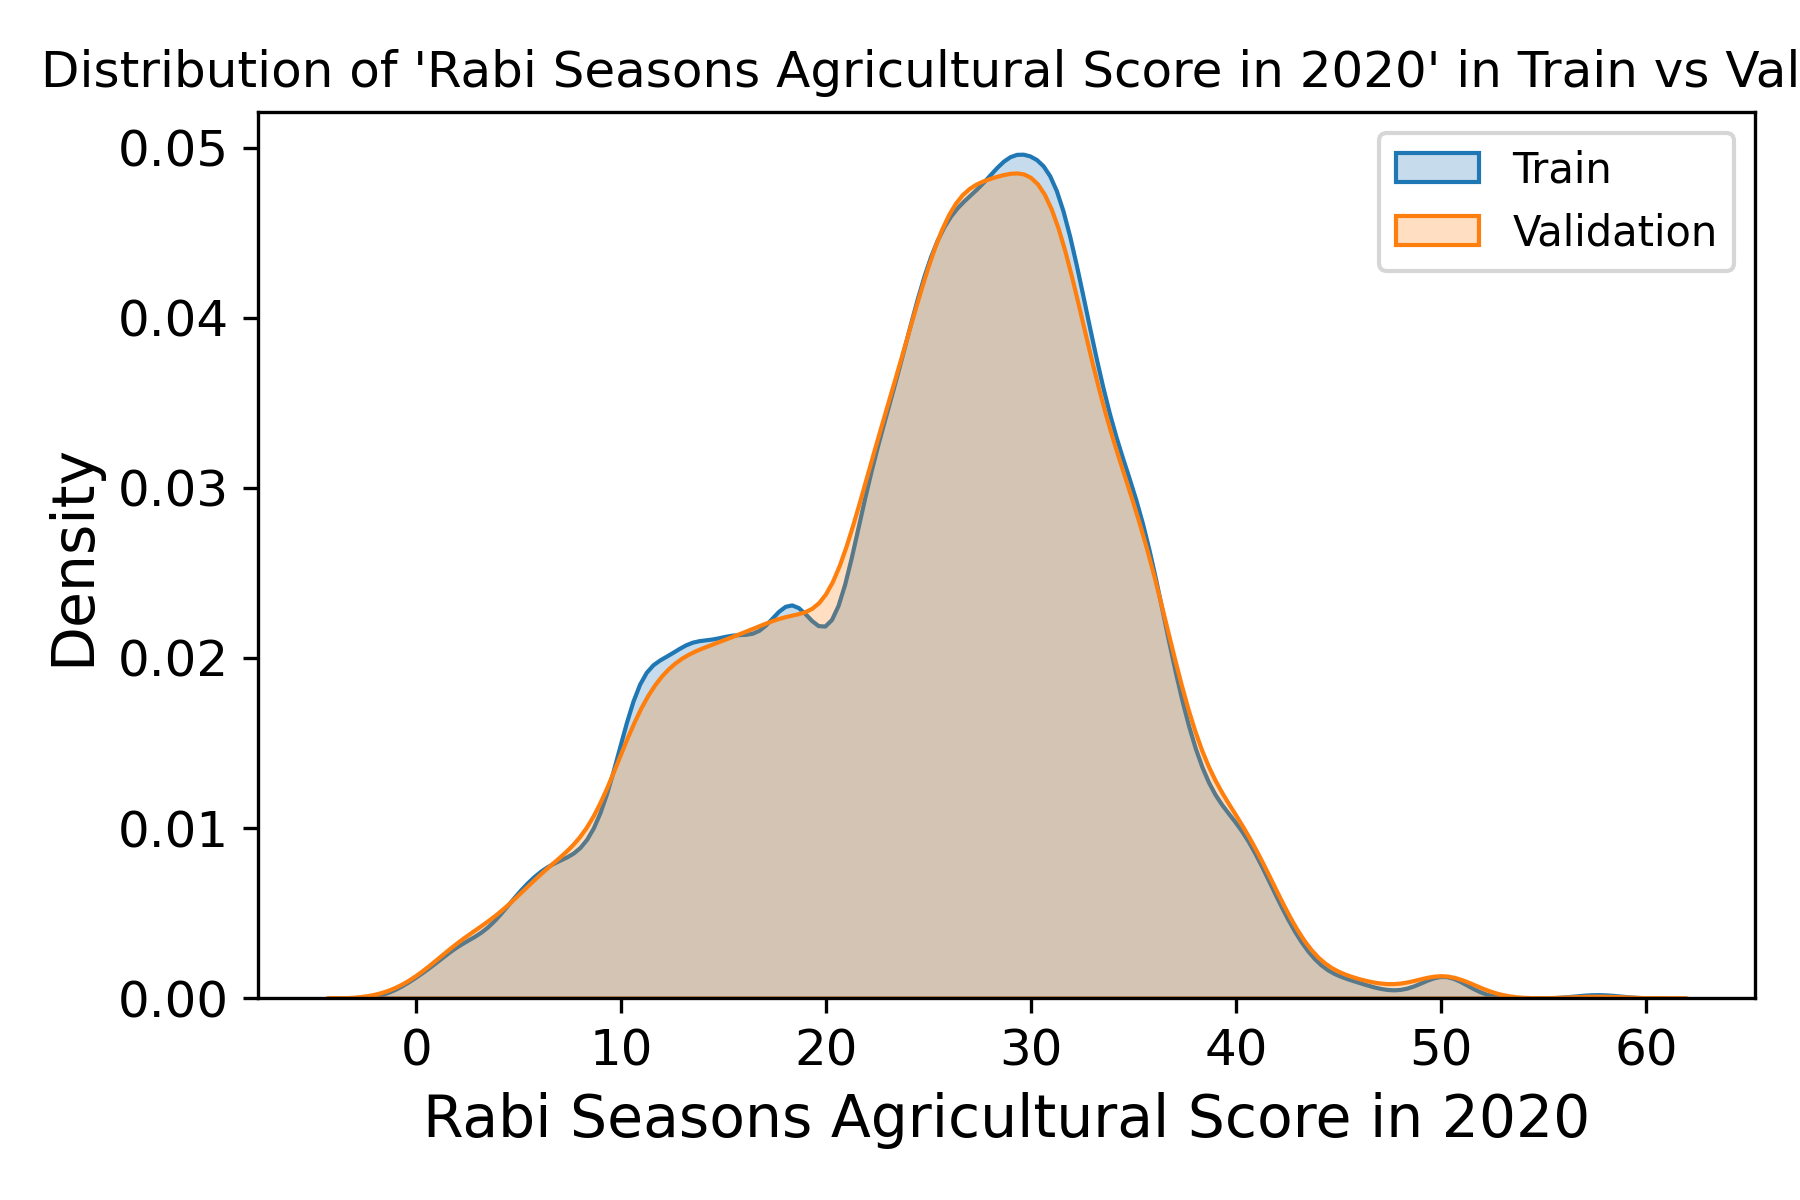 Distribution of 'Rabi Seasons Agricultural Score in 2020' in Train vs Val
Train
Validation
Density
0.05
0.04
0.03
0.02
0.01
0.00
0 10 20 30 40 50 60
Rabi Seasons Agricultural Score in 2020